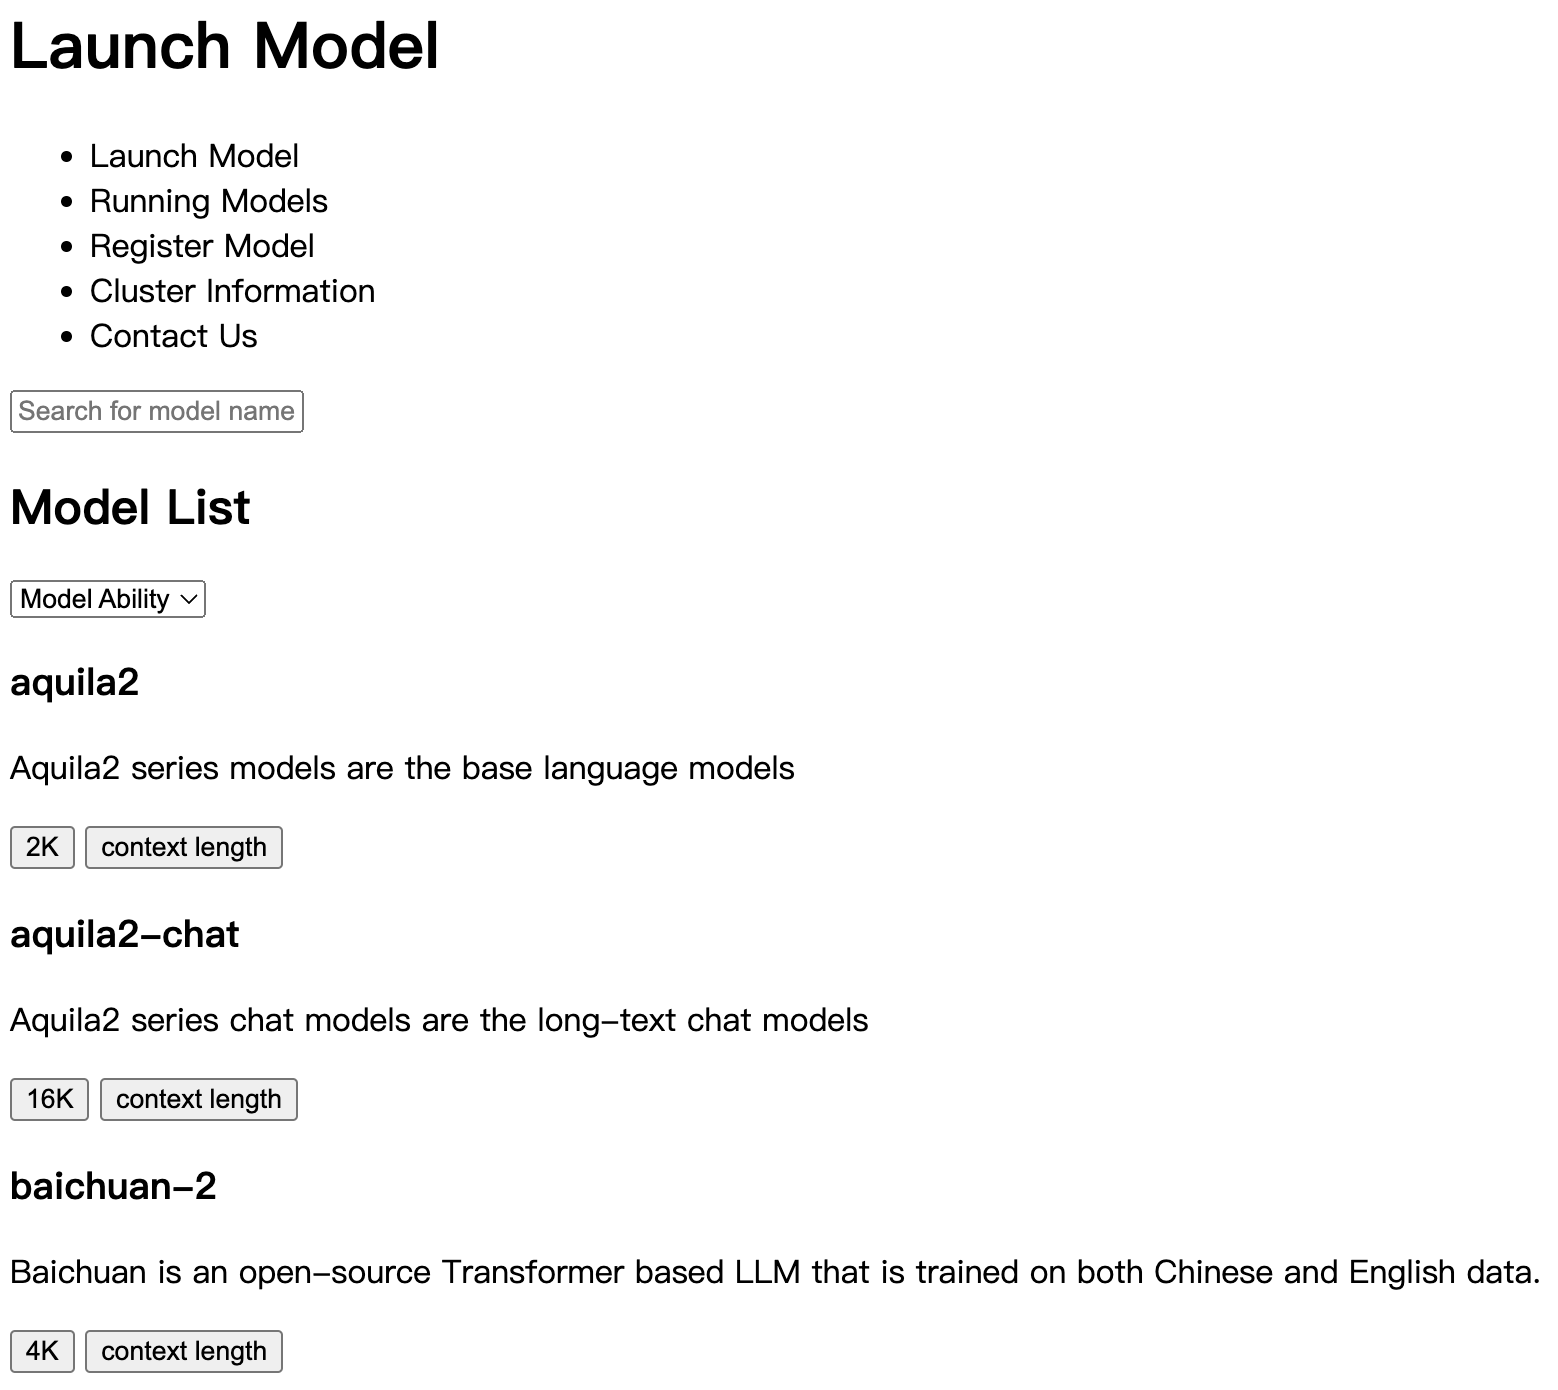 Launch Model
Launch Model
Running Models
Register Model
Cluster Information
Contact Us
Search for model name
Model List
Model Ability
aquila2
Aquila2 series models are the base language models
2K context length
aquila2-chat
Aquila2 series chat models are the long-text chat models
16K context length
baichuan-2
Baichuan is an open-source Transformer based LLM that is trained on both Chinese and English data.
4K context length